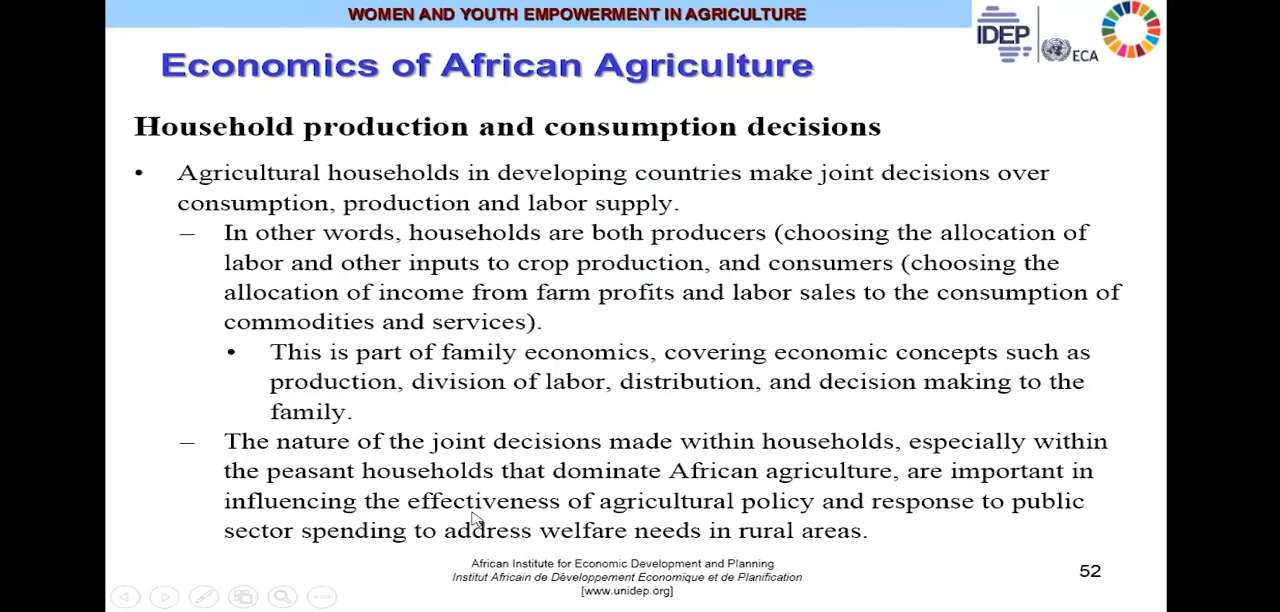 WOMEN AND YOUTH EMPOWERMENT IN AGRICULTURE
IDEP
ECA
Economics of African Agriculture
Household production and consumption decisions
• Agricultural households in developing countries make joint decisions over
consumption, production and labor supply.
– In other words, households are both producers (choosing the allocation of
labor and other inputs to crop production, and consumers (choosing the
allocation of income from farm profits and labor sales to the consumption of
commodities and services).
• This is part of family economics, covering economic concepts such as
production, division of labor, distribution, and decision making to the
family.
– The nature of the joint decisions made within households, especially within
the peasant households that dominate African agriculture, are important in
influencing the effectiveness of agricultural policy and response to public
sector spending to address welfare needs in rural areas.
African Institute for Economic Development and Planning
Institut Africain de Développement Economique et de Planification
[www.unidep.org]
52